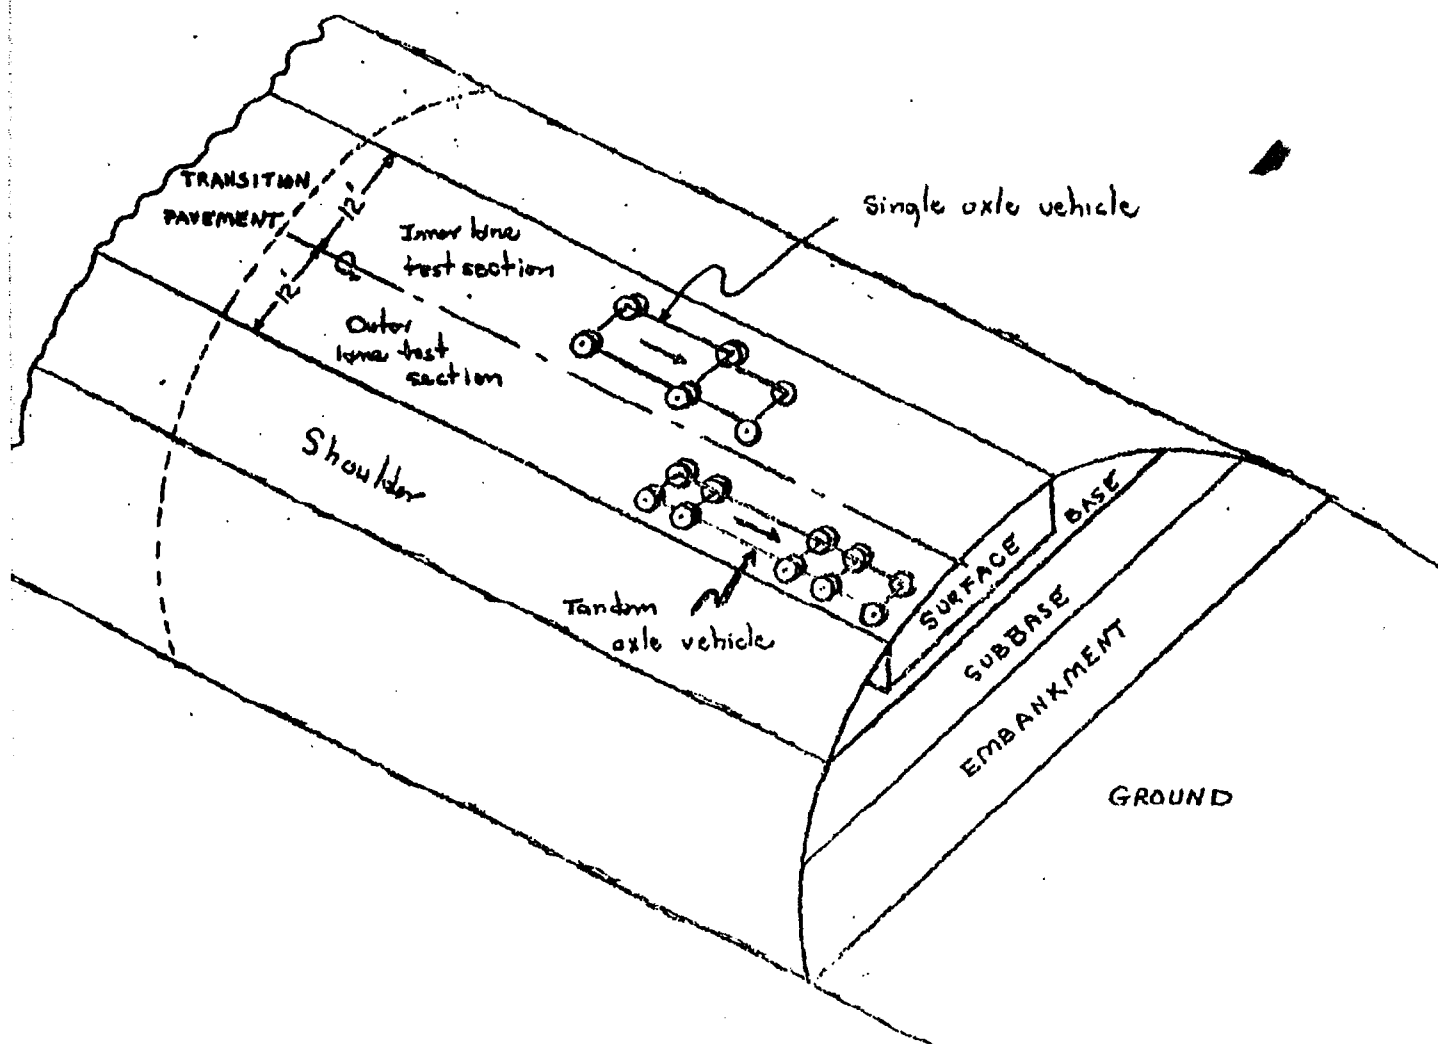 TRANSITION
PAVEMENT
12'
12'
℄
Inner lane
test section
Outer
lane test
section
Single axle vehicle
Shoulder
Tandem
axle vehicle
SURFACE
BASE
SUBBASE
EMBANKMENT
GROUND